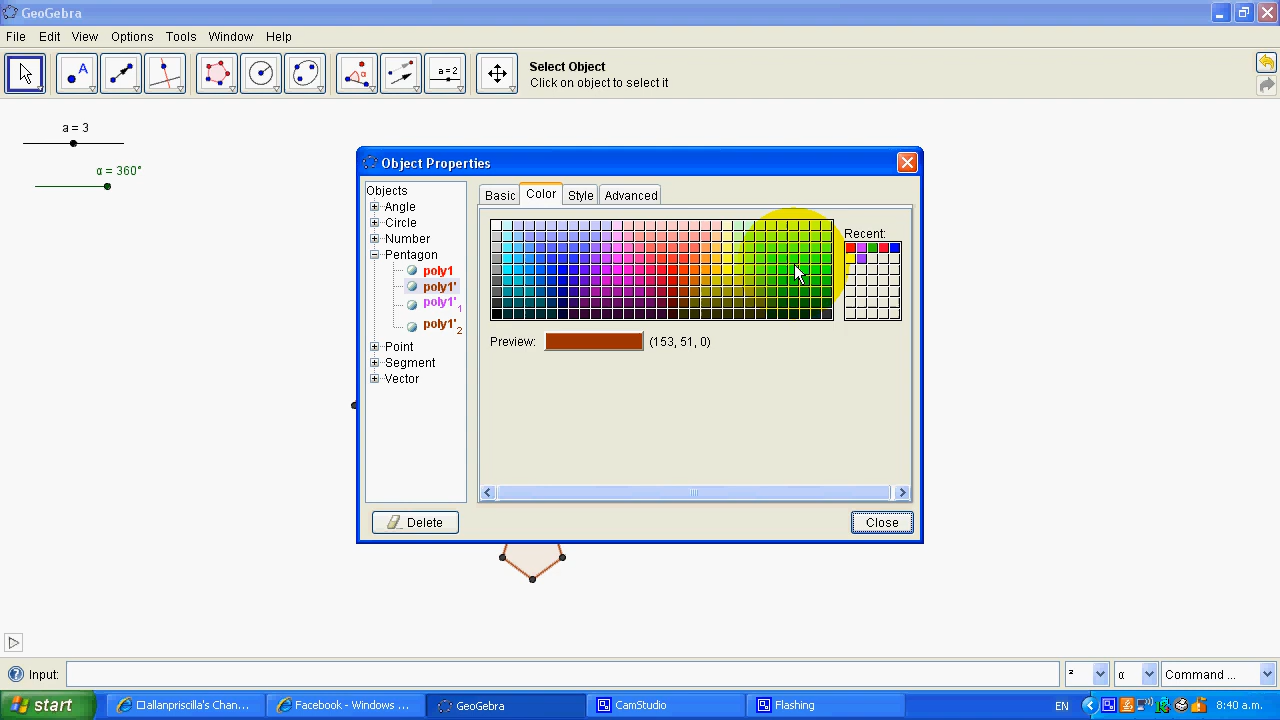 GeoGebra
File Edit View Options Tools Window Help
A
α
a=2
Select Object
Click on object to select it
a = 3
α = 360°
Object Properties
Objects
Angle
Circle
Number
Pentagon
poly1
poly1'
poly1'1
poly1'2
Point
Segment
Vector
Delete
Basic Color Style Advanced
Recent:
Preview: (153, 51, 0)
Close
Input: ² α Command ...
start □allanpriscilla's Chan... Facebook - Windows ... GeoGebra CamStudio Flashing EN 8:40 a.m.